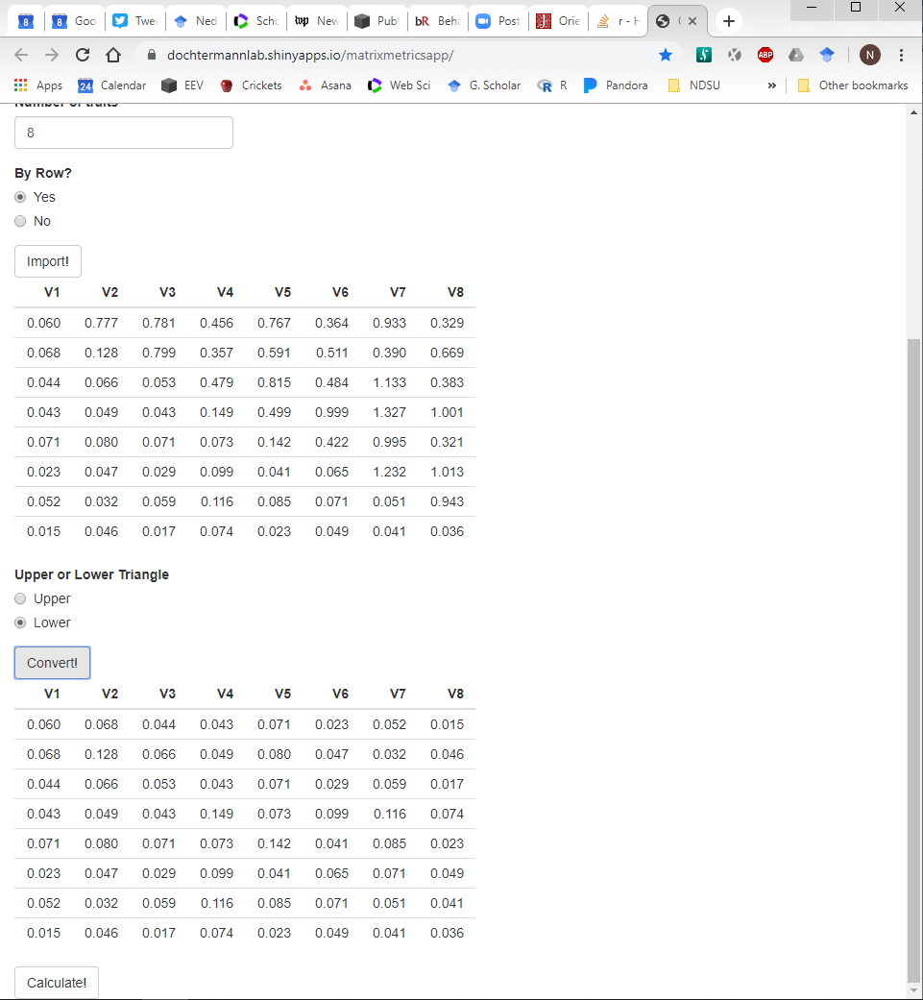 8 8 Goo Twe Ned Scho wp New Publ bR Beha Post Orie r - H (
dochtermannlab.shinyapps.io/matrixmetricsapp/ ABP N
Apps 24 Calendar EEV Crickets Asana Web Sci G. Scholar R Pandora NDSU » Other bookmarks
Number of traits
8
By Row?
Yes
No
Import!
V1 V2 V3 V4 V5 V6 V7 V8
0.060 0.777 0.781 0.456 0.767 0.364 0.933 0.329
0.068 0.128 0.799 0.357 0.591 0.511 0.390 0.669
0.044 0.066 0.053 0.479 0.815 0.484 1.133 0.383
0.043 0.049 0.043 0.149 0.499 0.999 1.327 1.001
0.071 0.080 0.071 0.073 0.142 0.422 0.995 0.321
0.023 0.047 0.029 0.099 0.041 0.065 1.232 1.013
0.052 0.032 0.059 0.116 0.085 0.071 0.051 0.943
0.015 0.046 0.017 0.074 0.023 0.049 0.041 0.036
Upper or Lower Triangle
Upper
Lower
Convert!
V1 V2 V3 V4 V5 V6 V7 V8
0.060 0.068 0.044 0.043 0.071 0.023 0.052 0.015
0.068 0.128 0.066 0.049 0.080 0.047 0.032 0.046
0.044 0.066 0.053 0.043 0.071 0.029 0.059 0.017
0.043 0.049 0.043 0.149 0.073 0.099 0.116 0.074
0.071 0.080 0.071 0.073 0.142 0.041 0.085 0.023
0.023 0.047 0.029 0.099 0.041 0.065 0.071 0.049
0.052 0.032 0.059 0.116 0.085 0.071 0.051 0.041
0.015 0.046 0.017 0.074 0.023 0.049 0.041 0.036
Calculate!